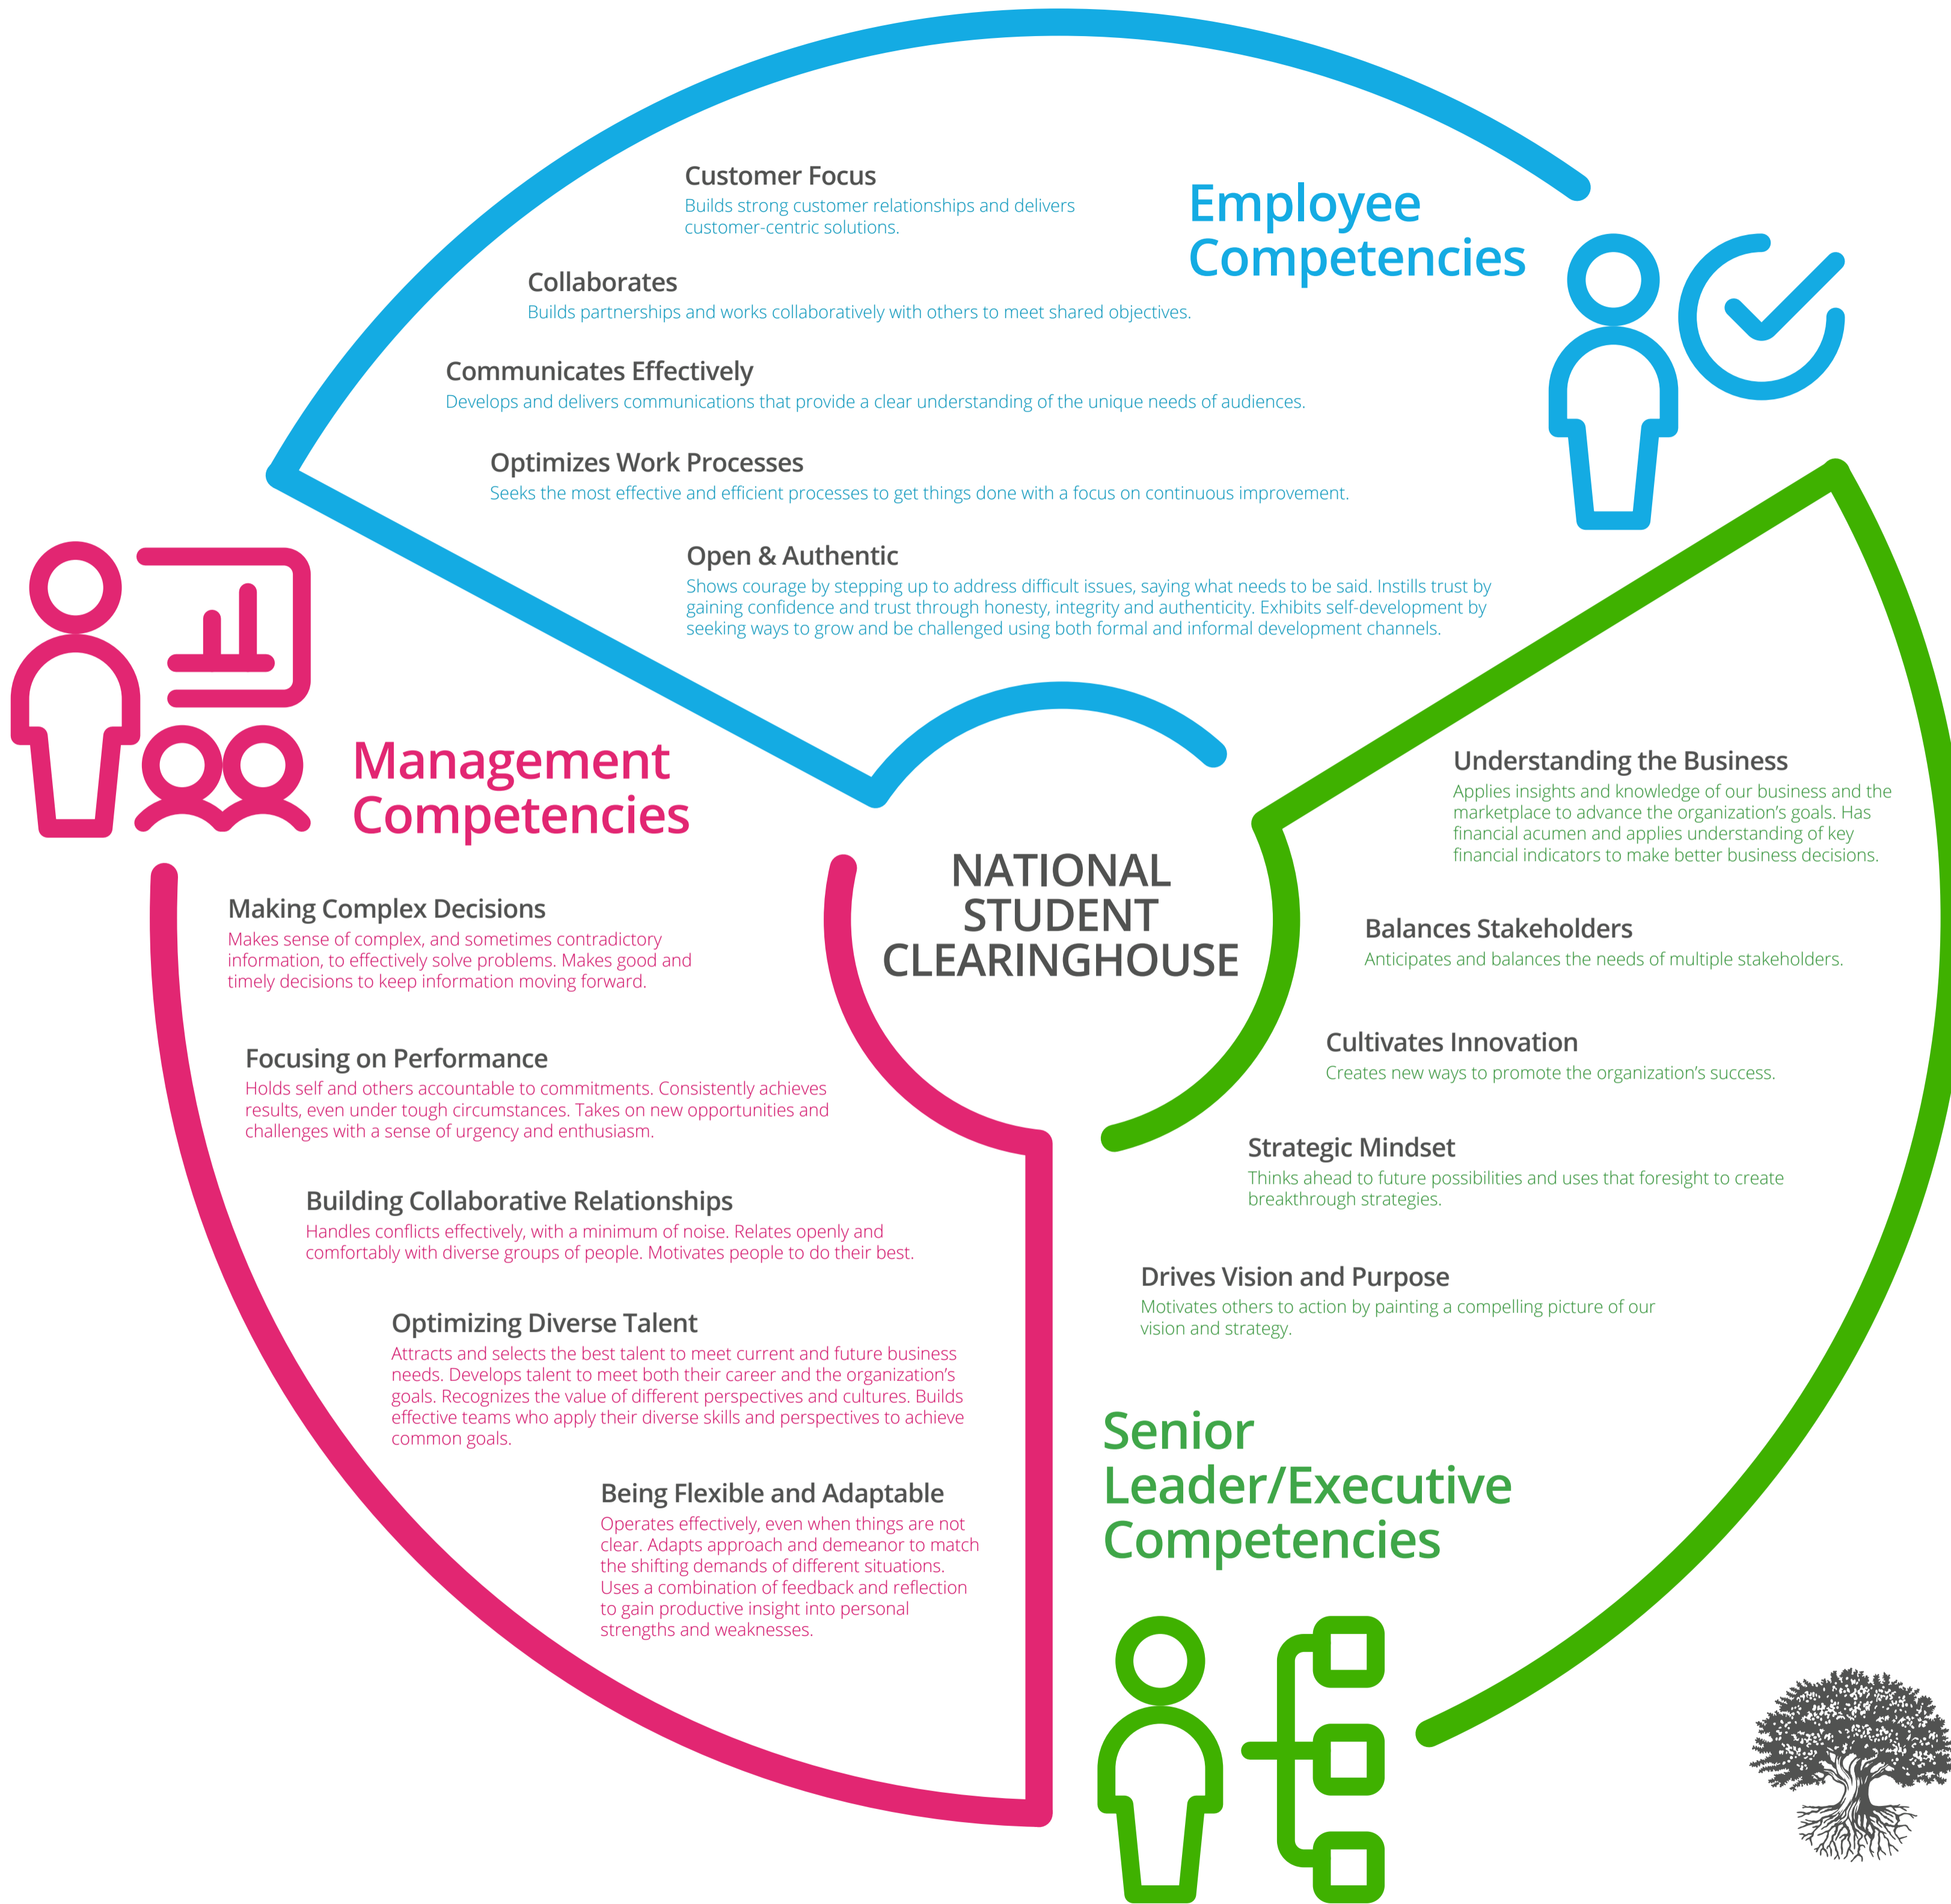 Customer Focus
Builds strong customer relationships and delivers
customer-centric solutions.
Employee
Competencies
Collaborates
Builds partnerships and works collaboratively with others to meet shared objectives.
Communicates Effectively
Develops and delivers communications that provide a clear understanding of the unique needs of audiences.
Optimizes Work Processes
Seeks the most effective and efficient processes to get things done with a focus on continuous improvement.
Open & Authentic
Shows courage by stepping up to address difficult issues, saying what needs to be said. Instills trust by
gaining confidence and trust through honesty, integrity and authenticity. Exhibits self-development by
seeking ways to grow and be challenged using both formal and informal development channels.
Management
Competencies
Making Complex Decisions
Makes sense of complex, and sometimes contradictory
information, to effectively solve problems. Makes good and
timely decisions to keep information moving forward.
Focusing on Performance
Holds self and others accountable to commitments. Consistently achieves
results, even under tough circumstances. Takes on new opportunities and
challenges with a sense of urgency and enthusiasm.
Building Collaborative Relationships
Handles conflicts effectively, with a minimum of noise. Relates openly and
comfortably with diverse groups of people. Motivates people to do their best.
Optimizing Diverse Talent
Attracts and selects the best talent to meet current and future business
needs. Develops talent to meet both their career and the organization's
goals. Recognizes the value of different perspectives and cultures. Builds
effective teams who apply their diverse skills and perspectives to achieve
common goals.
Being Flexible and Adaptable
Operates effectively, even when things are not
clear. Adapts approach and demeanor to match
the shifting demands of different situations.
Uses a combination of feedback and reflection
to gain productive insight into personal
strengths and weaknesses.
NATIONAL
STUDENT
CLEARINGHOUSE
Understanding the Business
Applies insights and knowledge of our business and the
marketplace to advance the organization's goals. Has
financial acumen and applies understanding of key
financial indicators to make better business decisions.
Balances Stakeholders
Anticipates and balances the needs of multiple stakeholders.
Cultivates Innovation
Creates new ways to promote the organization's success.
Strategic Mindset
Thinks ahead to future possibilities and uses that foresight to create
breakthrough strategies.
Drives Vision and Purpose
Motivates others to action by painting a compelling picture of our
vision and strategy.
Senior
Leader/Executive
Competencies